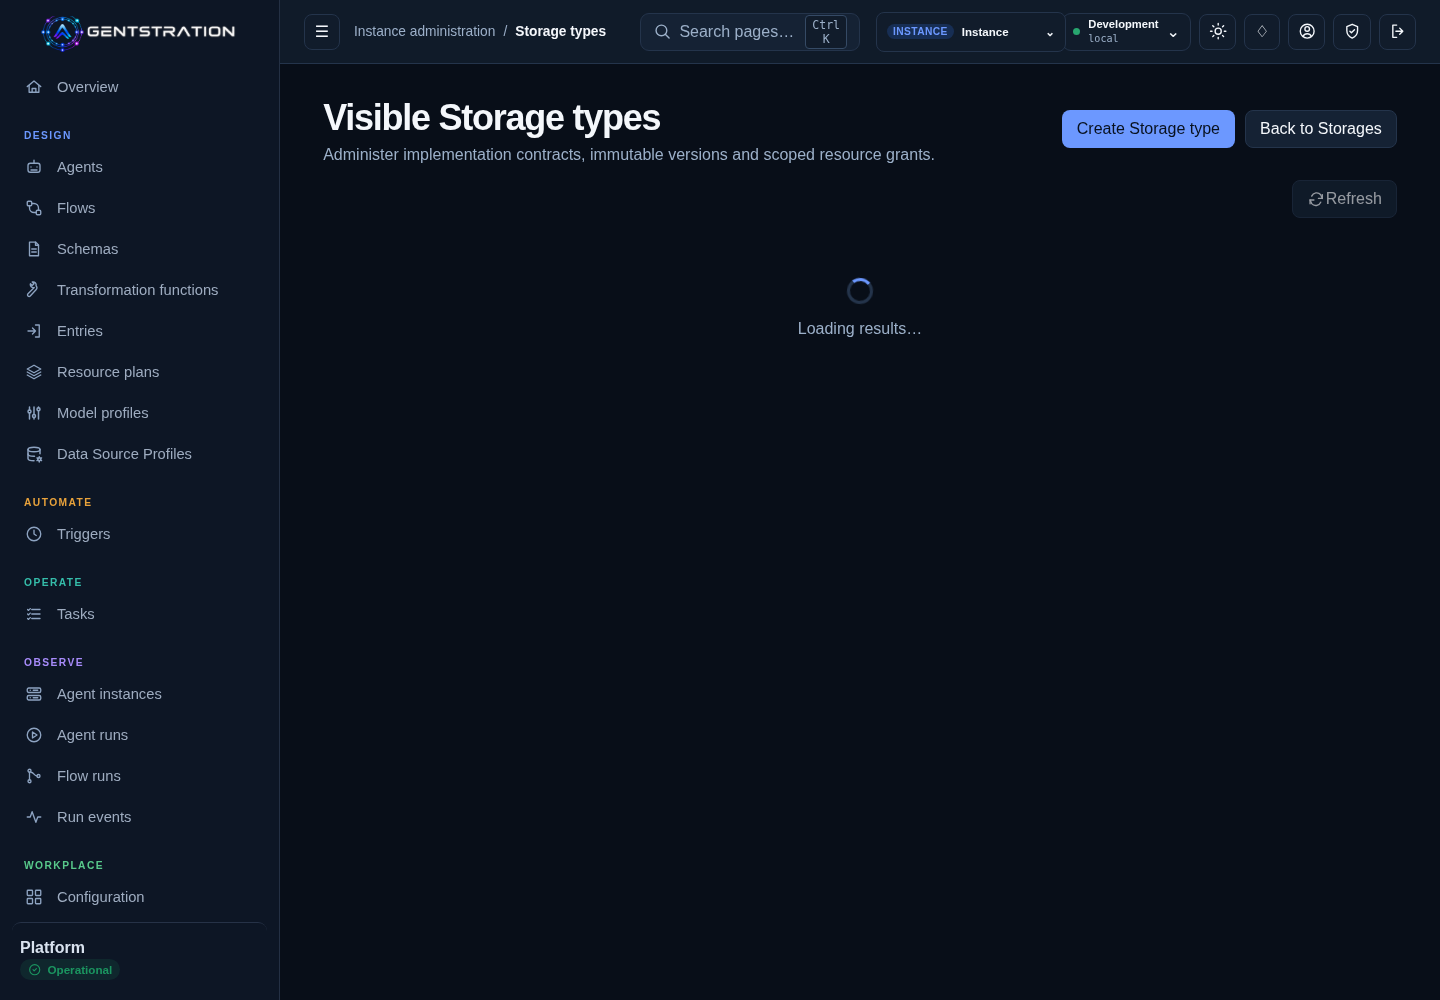 GENTSTRATION
Overview
DESIGN
Agents
Flows
Schemas
Transformation functions
Entries
Resource plans
Model profiles
Data Source Profiles
AUTOMATE
Triggers
OPERATE
Tasks
OBSERVE
Agent instances
Agent runs
Flow runs
Run events
WORKPLACE
Configuration
Platform
Operational
Instance administration / Storage types
Search pages…
Ctrl
K
INSTANCE Instance
Development
local
Visible Storage types
Administer implementation contracts, immutable versions and scoped resource grants.
Create Storage type
Back to Storages
Refresh
Loading results…